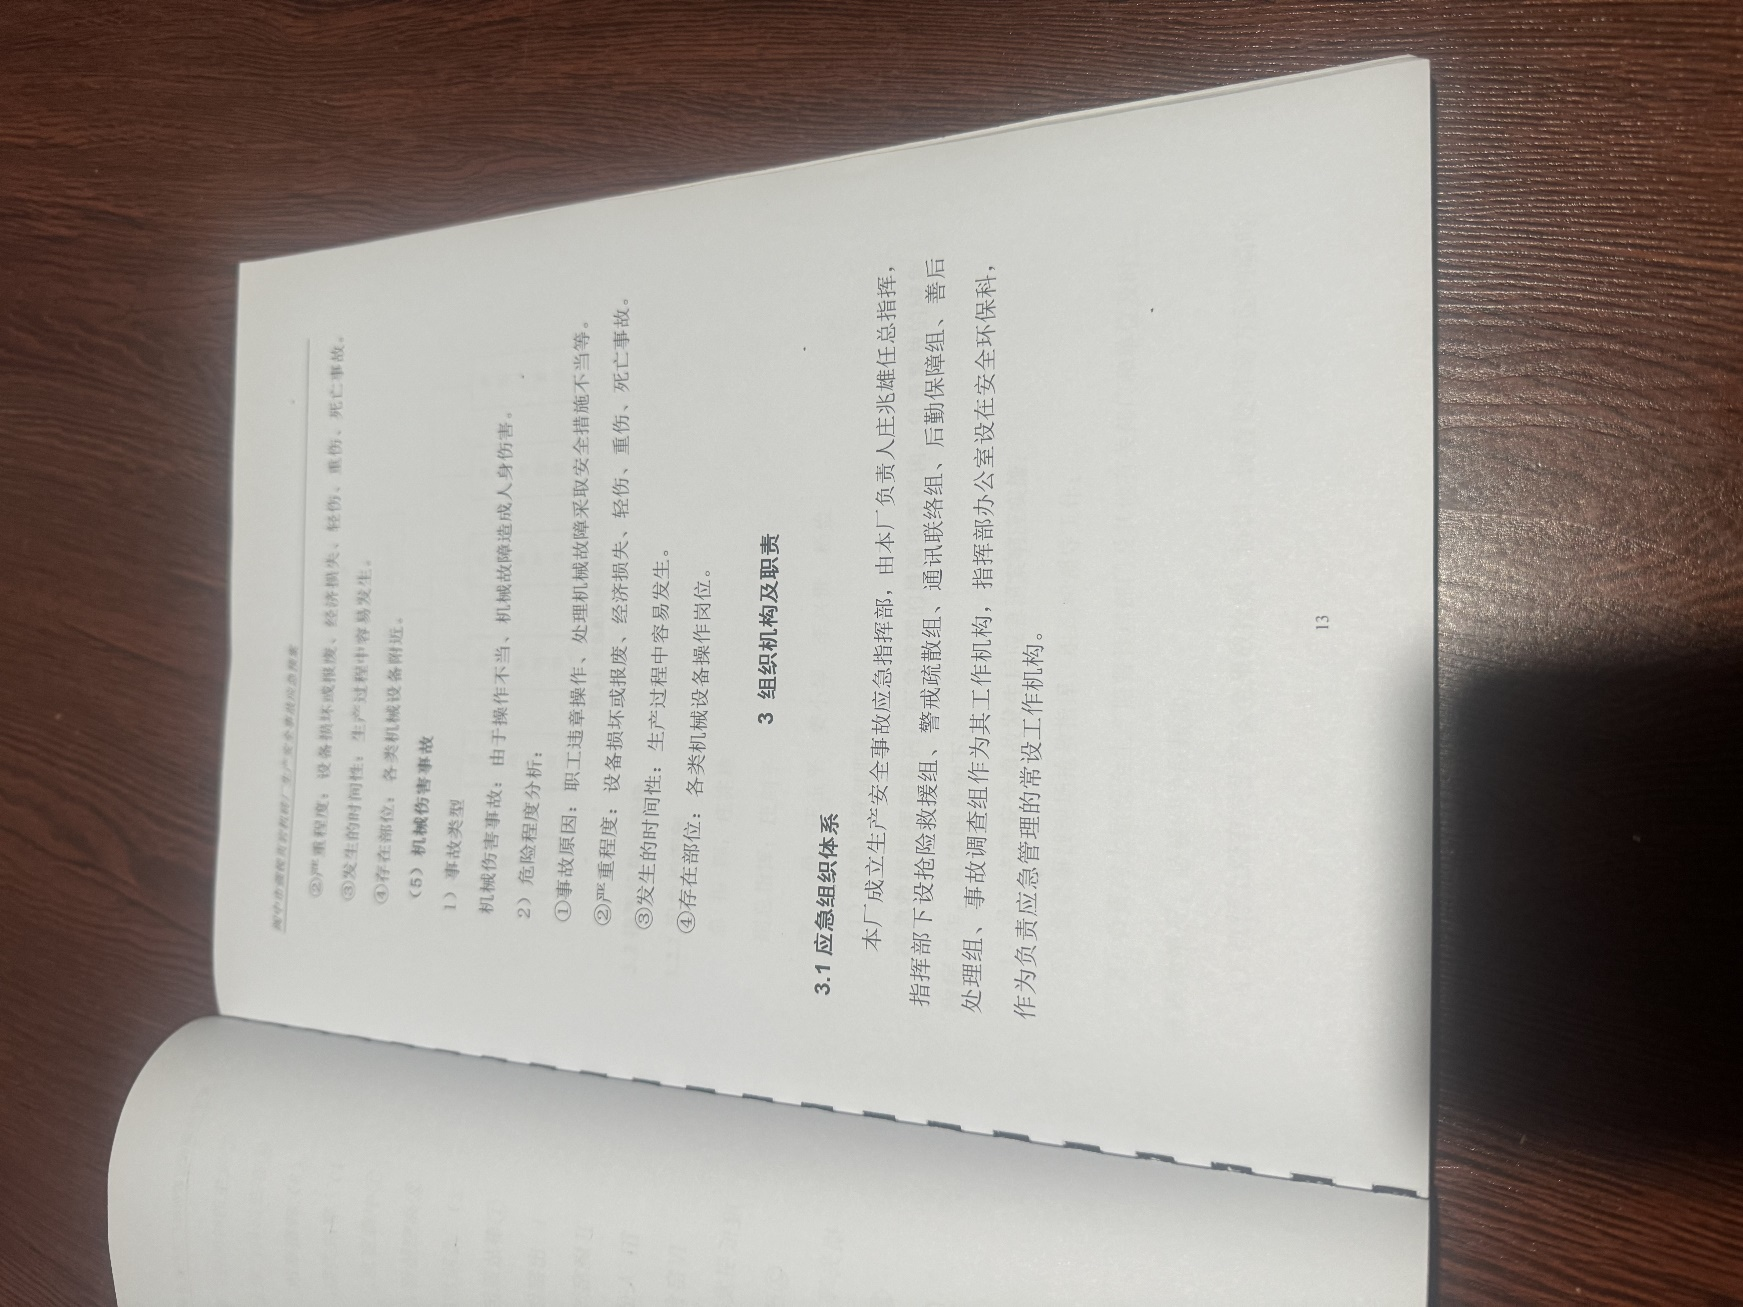 生产安全事故应急预案
②严重程度：设备损坏或报废、经济损失、轻伤、重伤、死亡事故。
③发生的时间性：生产过程中容易发生。
④存在部位：各类机械设备附近。
（5）机械伤害事故
1）事故类型
机械伤害事故：由于操作不当、机械故障造成人身伤害。
2）危险程度分析：
①事故原因：职工违章操作、处理机械故障采取安全措施不当等。
②严重程度：设备损坏或报废、经济损失、轻伤、重伤、死亡事故。
③发生的时间性：生产过程中容易发生。
④存在部位：各类机械设备操作岗位。
3 组织机构及职责
3.1 应急组织体系
本厂成立生产安全事故应急指挥部，由本厂负责人庄兆雄任总指挥，
指挥部下设抢险救援组、警戒疏散组、通讯联络组、后勤保障组、善后
处理组、事故调查组作为其工作机构，指挥部办公室设在安全环保科，
作为负责应急管理的常设工作机构。
13